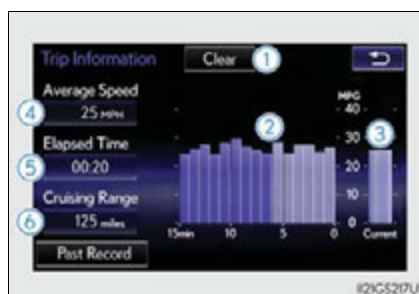 Trip Information
Clear
1
Average Speed
4
25 MPH
Elapsed Time
5
00:20
Cruising Range
6
125 miles
Past Record
2
MPG
40
30
20
10
0
3
15min 10 5 0 Current
II21GS217U